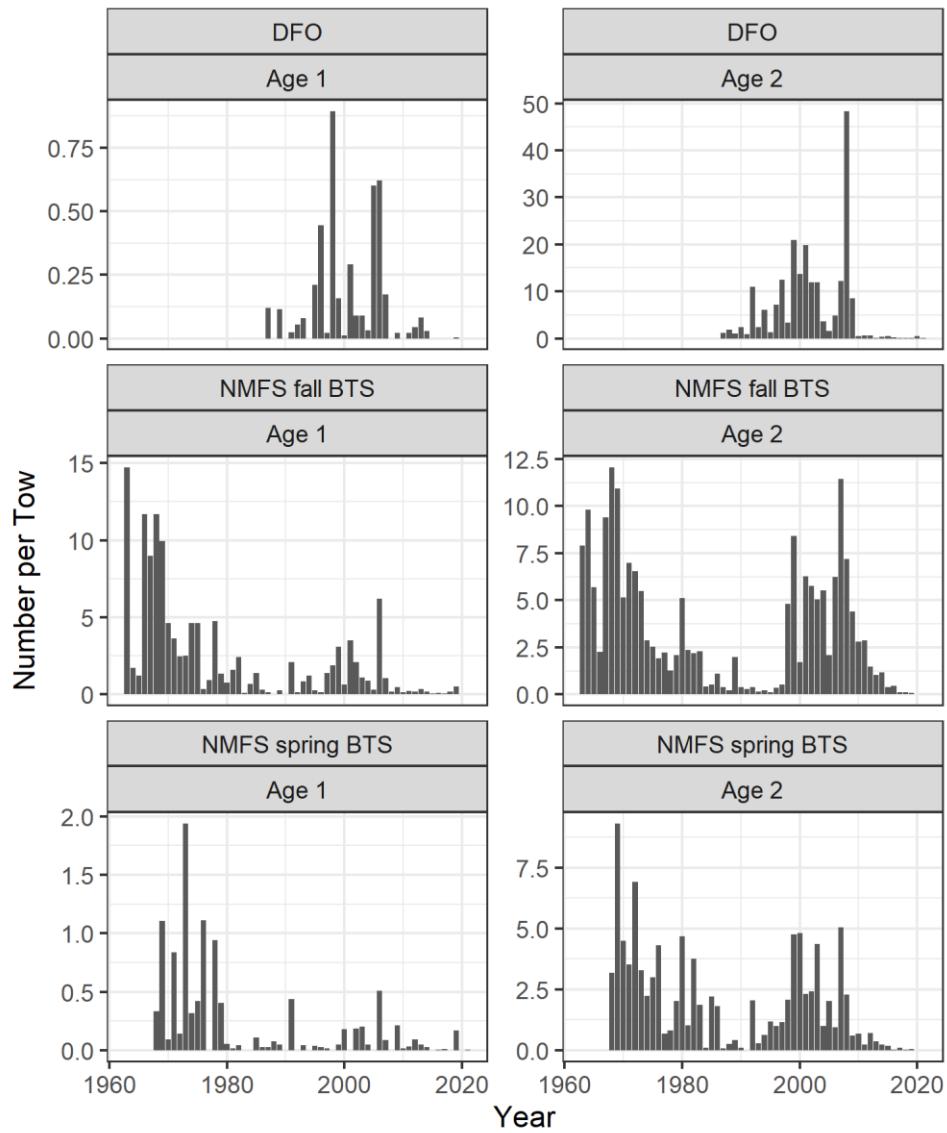 DFO
Age 1
0.75
0.50
0.25
0.00
DFO
Age 2
50
40
30
20
10
0
NMFS fall BTS
Age 1
15
10
5
0
NMFS fall BTS
Age 2
12.5
10.0
7.5
5.0
2.5
0.0
NMFS spring BTS
Age 1
2.0
1.5
1.0
0.5
0.0
1960 1980 2000 2020
NMFS spring BTS
Age 2
7.5
5.0
2.5
0.0
1960 1980 2000 2020
Number per Tow
Year